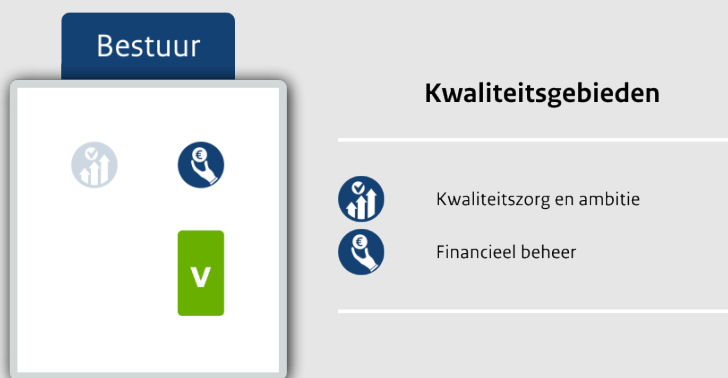 Bestuur
Kwaliteitsgebieden
€
€
Kwaliteitszorg en ambitie
€
Financieel beheer
V